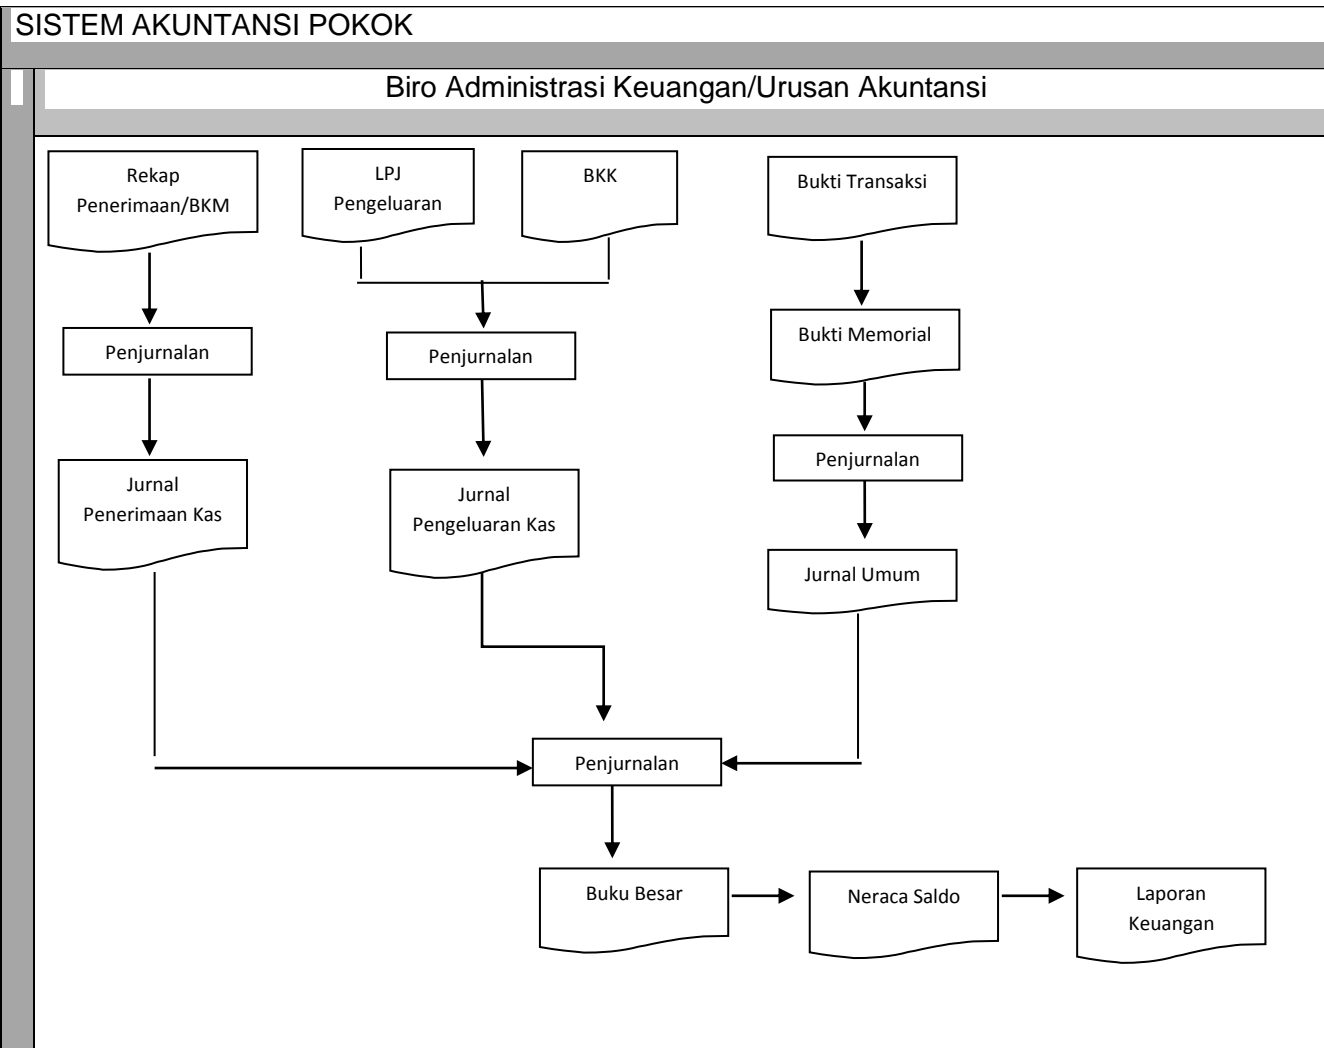 SISTEM AKUNTANSI POKOK
Biro Administrasi Keuangan/Urusan Akuntansi
Rekap
Penerimaan/BKM
LPJ
Pengeluaran
BKK
Bukti Transaksi
Bukti Memorial
Penjurnalan
Penjurnalan
Penjurnalan
Jurnal
Penerimaan Kas
Jurnal
Pengeluaran Kas
Jurnal Umum
Penjurnalan
Buku Besar
Neraca Saldo
Laporan
Keuangan